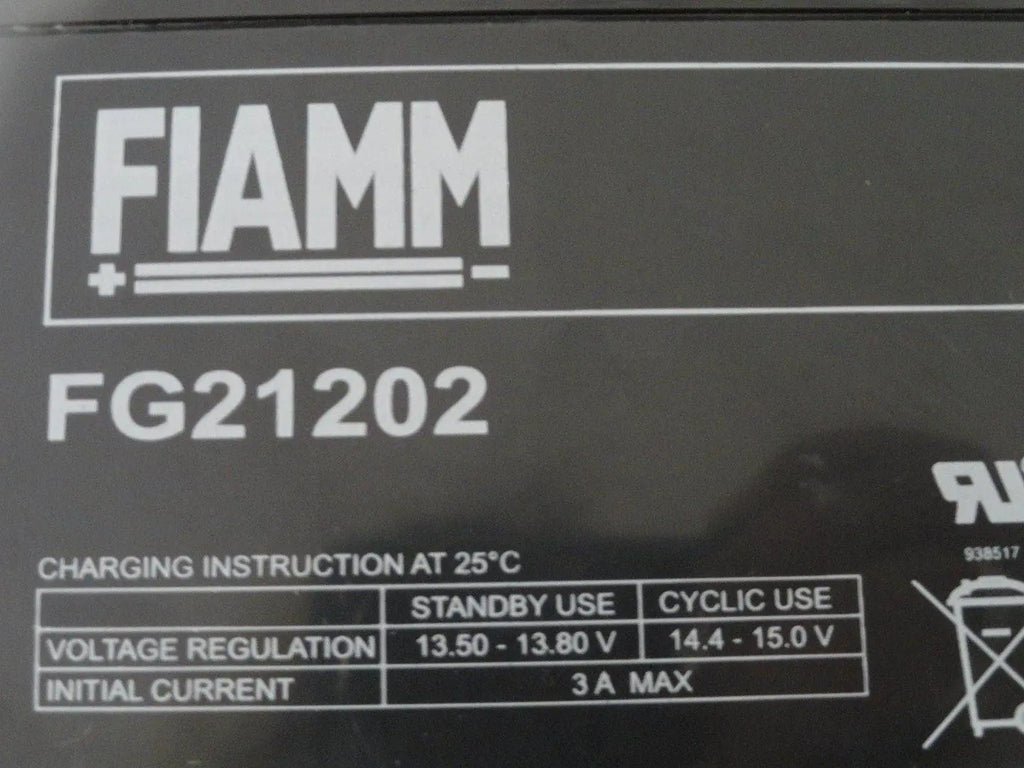 FIAMM
+ -
FG21202
938517
CHARGING INSTRUCTION AT 25°C
STANDBY USE CYCLIC USE
VOLTAGE REGULATION 13.50 - 13.80 V 14.4 - 15.0 V
INITIAL CURRENT 3 A MAX